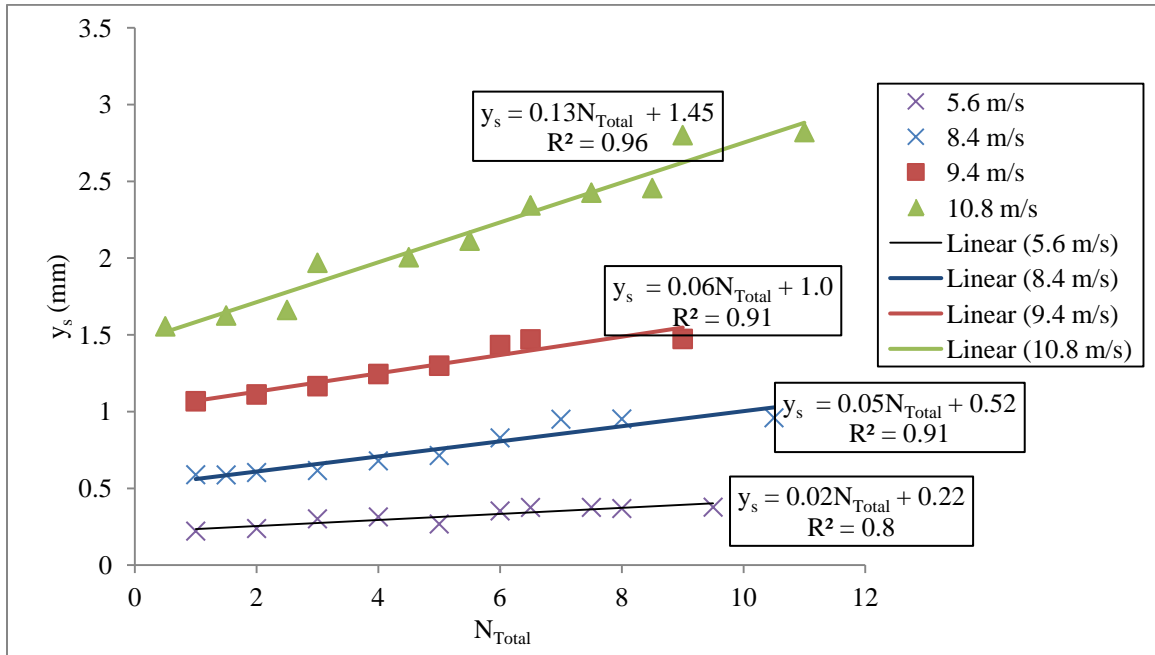 3.5
3
2.5
2
1.5
1
0.5
0
y_s (mm)
0 2 4 6 8 10 12
N_Total
y_s = 0.13N_Total + 1.45
R² = 0.96
y_s = 0.06N_Total + 1.0
R² = 0.91
y_s = 0.05N_Total + 0.52
R² = 0.91
y_s = 0.02N_Total + 0.22
R² = 0.8
5.6 m/s
8.4 m/s
9.4 m/s
10.8 m/s
Linear (5.6 m/s)
Linear (8.4 m/s)
Linear (9.4 m/s)
Linear (10.8 m/s)